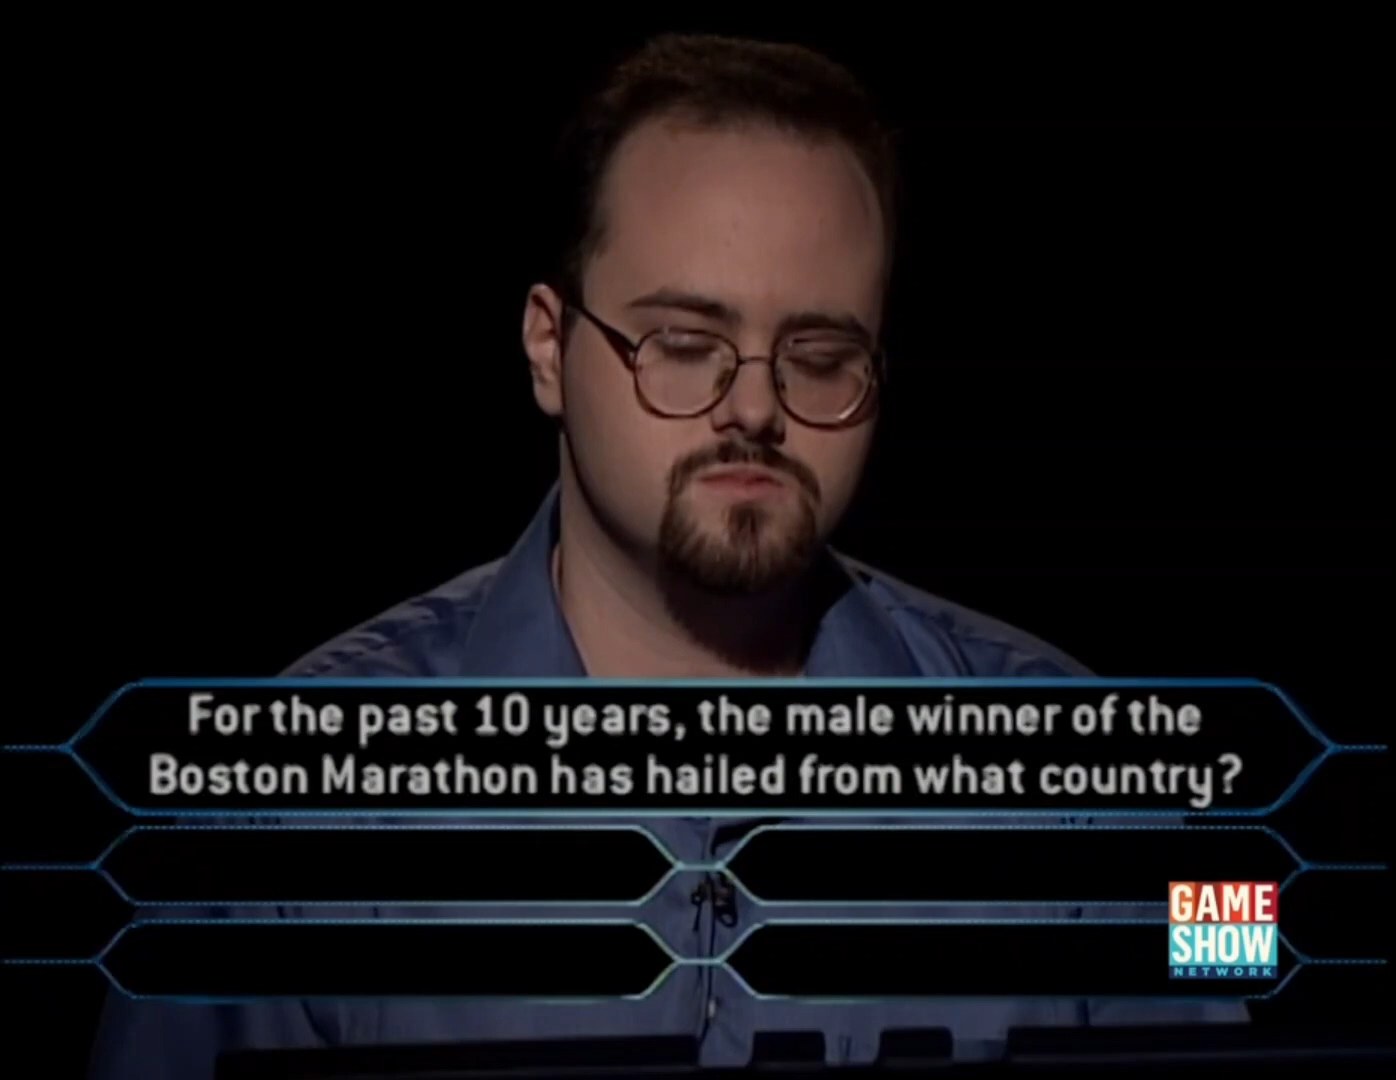 For the past 10 years, the male winner of the
Boston Marathon has hailed from what country?
GAME
SHOW
NETWORK